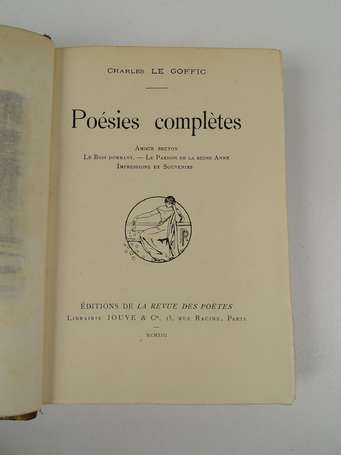 CHARLES LE GOFFIC
Poésies complètes
AMOUR BRETON
LE BOIS DORMANT. — LE PARDON DE LA REINE ANNE
IMPRESSIONS ET SOUVENIRS
ÉDITIONS DE LA REVUE DES POÈTES
LIBRAIRIE JOUVE & Cie, 15, RUE RACINE, PARIS